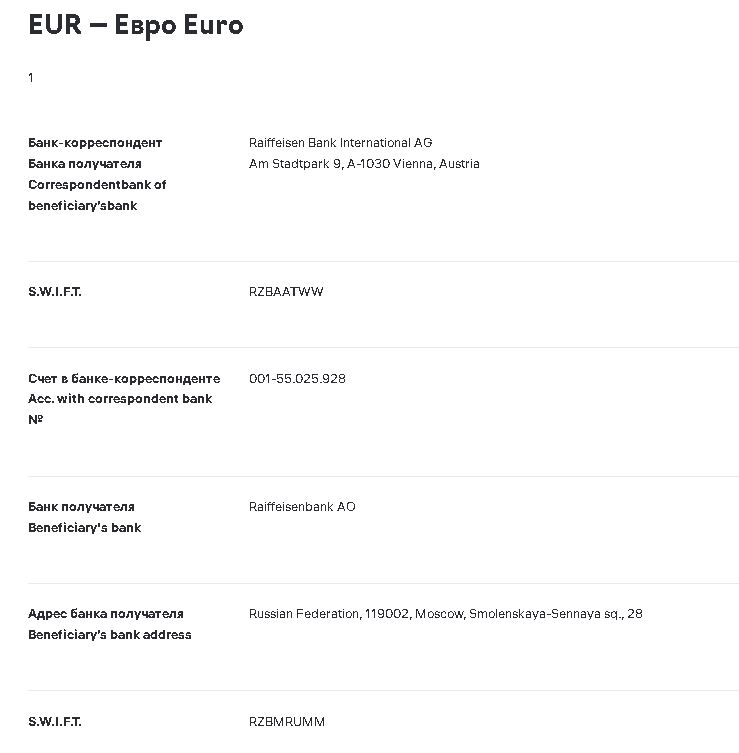 EUR — Евро Euro
1
Банк-корреспондент
Банка получателя
Correspondentbank of
beneficiary'sbank
Raiffeisen Bank International AG
Am Stadtpark 9, A-1030 Vienna, Austria
S.W.I.F.T.
RZBAATWW
Счет в банке-корреспонденте
Acc. with correspondent bank
№
001-55.025.928
Банк получателя
Beneficiary's bank
Raiffeisenbank AO
Адрес банка получателя
Beneficiary's bank address
Russian Federation, 119002, Moscow, Smolenskaya-Sennaya sq., 28
S.W.I.F.T.
RZBMRUMM